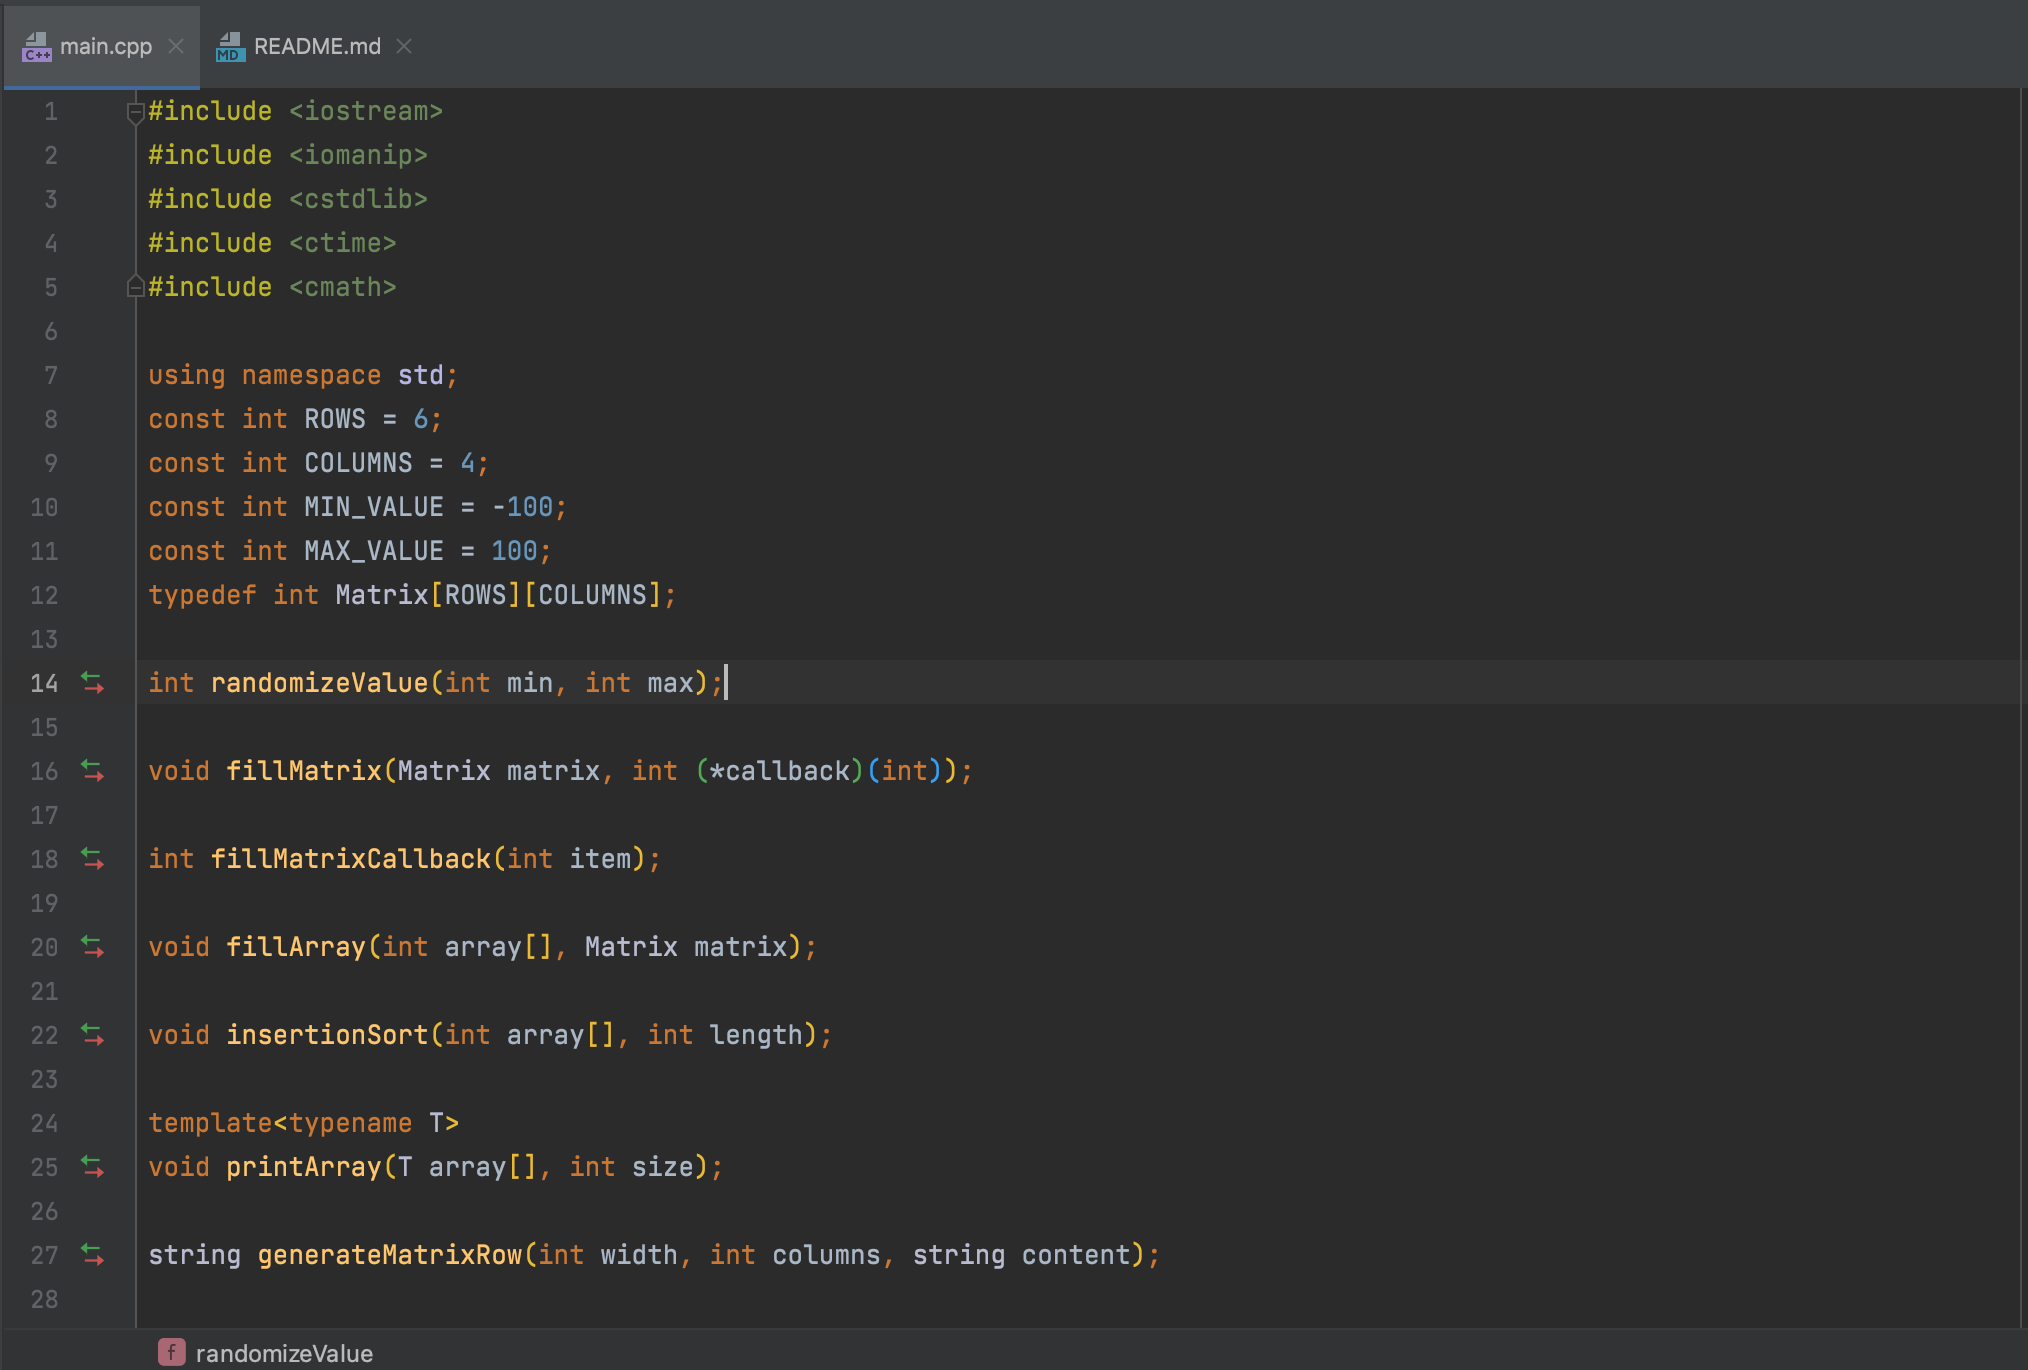 main.cpp README.md
1 #include <iostream>
2 #include <iomanip>
3 #include <cstdlib>
4 #include <ctime>
5 #include <cmath>
6
7 using namespace std;
8 const int ROWS = 6;
9 const int COLUMNS = 4;
10 const int MIN_VALUE = -100;
11 const int MAX_VALUE = 100;
12 typedef int Matrix[ROWS][COLUMNS];
13
14 int randomizeValue(int min, int max);
15
16 void fillMatrix(Matrix matrix, int (*callback)(int));
17
18 int fillMatrixCallback(int item);
19
20 void fillArray(int array[], Matrix matrix);
21
22 void insertionSort(int array[], int length);
23
24 template<typename T>
25 void printArray(T array[], int size);
26
27 string generateMatrixRow(int width, int columns, string content);
28
f randomizeValue